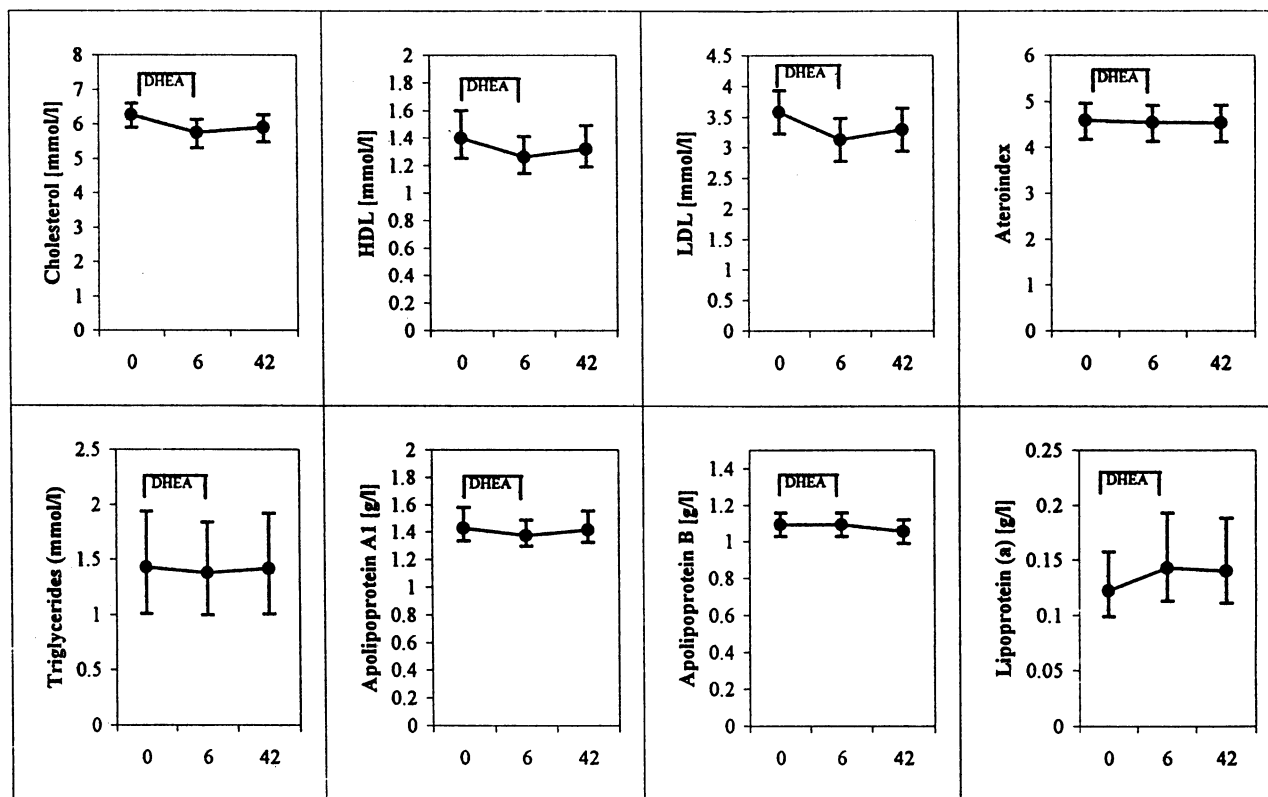 Cholesterol [mmol/l]
8
7
6
5
4
3
2
1
0
DHEA
0 6 42
HDL [mmol/l]
2
1.8
1.6
1.4
1.2
1
0.8
0.6
0.4
0.2
0
DHEA
0 6 42
LDL [mmol/l]
4.5
4
3.5
3
2.5
2
1.5
1
0.5
0
DHEA
0 6 42
Ateroindex
6
5
4
3
2
1
0
DHEA
0 6 42
Triglycerides (mmol/l)
2.5
2
1.5
1
0.5
0
DHEA
0 6 42
Apolipoprotein A1 [g/l]
2
1.8
1.6
1.4
1.2
1
0.8
0.6
0.4
0.2
0
DHEA
0 6 42
Apolipoprotein B [g/l]
1.4
1.2
1
0.8
0.6
0.4
0.2
0
DHEA
0 6 42
Lipoprotein (a) [g/l]
0.25
0.2
0.15
0.1
0.05
0
DHEA
0 6 42